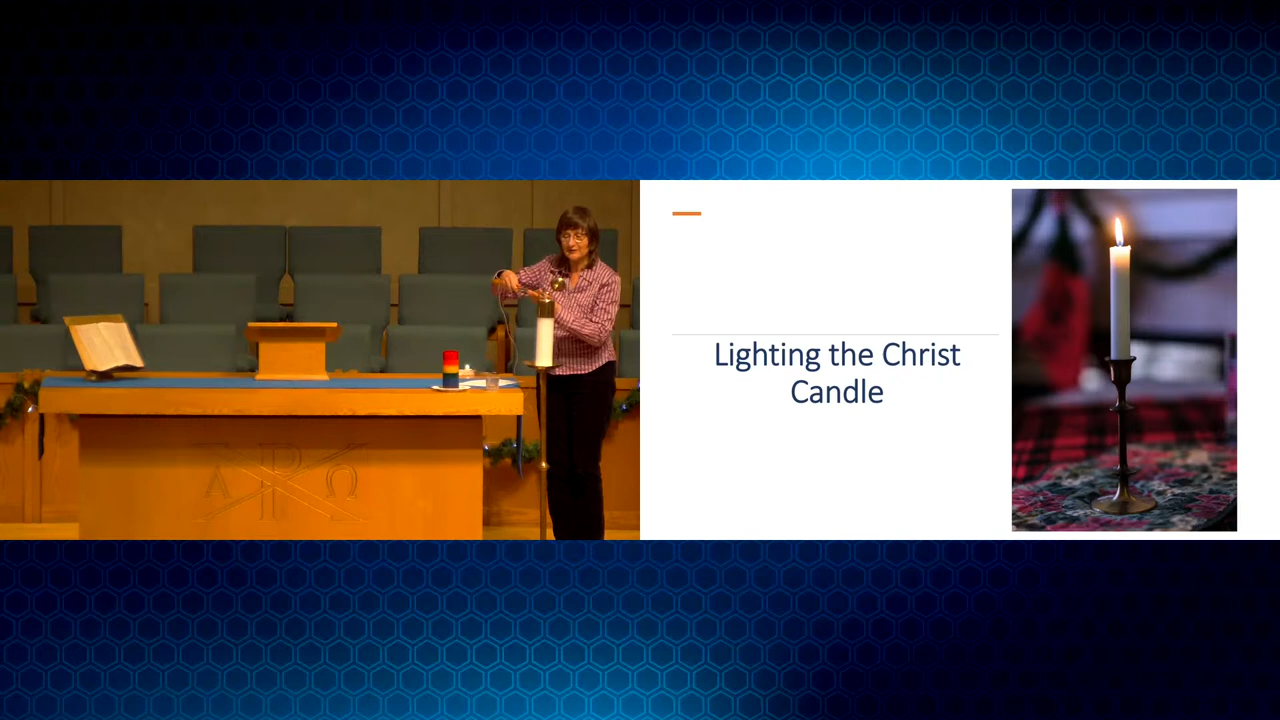 Lighting the Christ
Candle
Α Ρ Ω